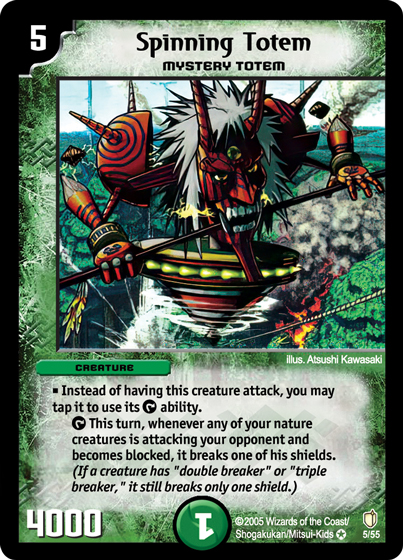 5
Spinning Totem
MYSTERY TOTEM
illus. Atsushi Kawasaki
CREATURE
▪ Instead of having this creature attack, you may
tap it to use its ability.
This turn, whenever any of your nature
creatures is attacking your opponent and
becomes blocked, it breaks one of his shields.
(If a creature has "double breaker" or "triple
breaker," it still breaks only one shield.)
4000
©2005 Wizards of the Coast/
Shogakukan/Mitsui-Kids
5/55